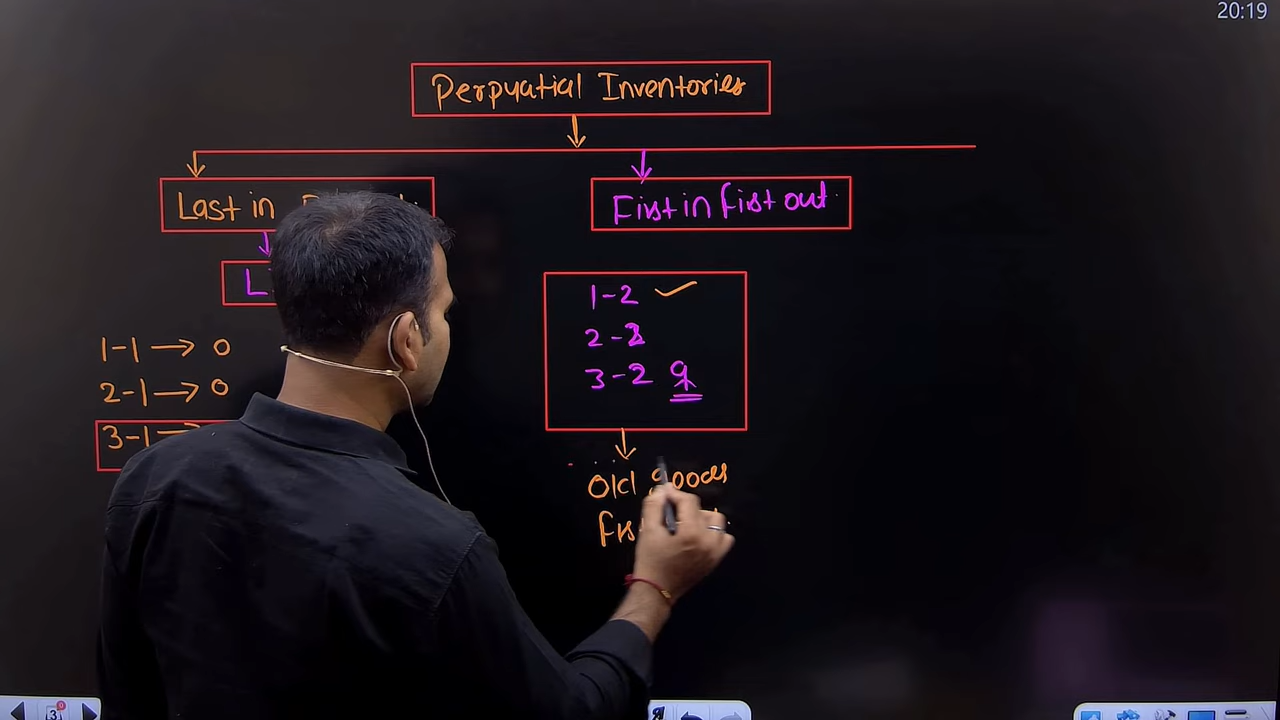 20:19
Perpuatial Inventories
Last in
First in First out
L
1-2 ✓
2-2
3-2 9
1-1 → 0
2-1 → 0
3-1 →
Old goods